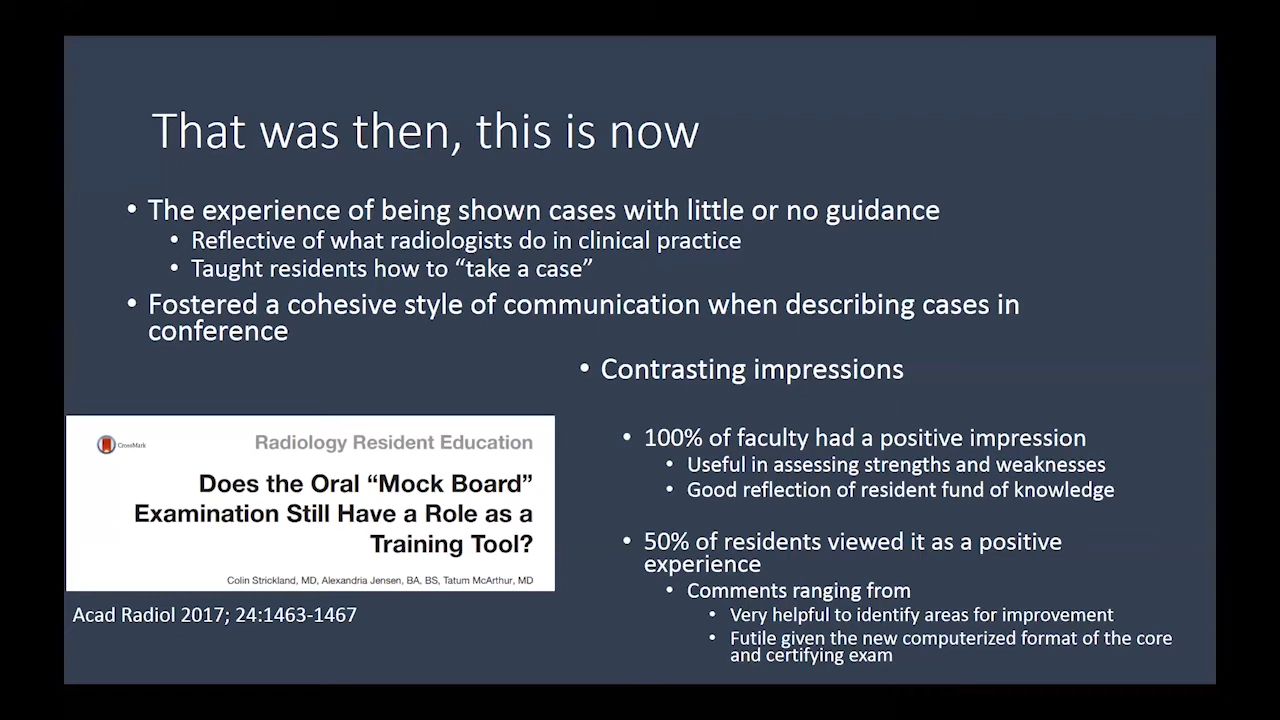 That was then, this is now
• The experience of being shown cases with little or no guidance
• Reflective of what radiologists do in clinical practice
• Taught residents how to “take a case”
• Fostered a cohesive style of communication when describing cases in
conference
• Contrasting impressions
• 100% of faculty had a positive impression
• Useful in assessing strengths and weaknesses
• Good reflection of resident fund of knowledge
• 50% of residents viewed it as a positive
experience
• Comments ranging from
• Very helpful to identify areas for improvement
• Futile given the new computerized format of the core
and certifying exam
CrossMark
Radiology Resident Education
Does the Oral “Mock Board”
Examination Still Have a Role as a
Training Tool?
Colin Strickland, MD, Alexandria Jensen, BA, BS, Tatum McArthur, MD
Acad Radiol 2017; 24:1463-1467